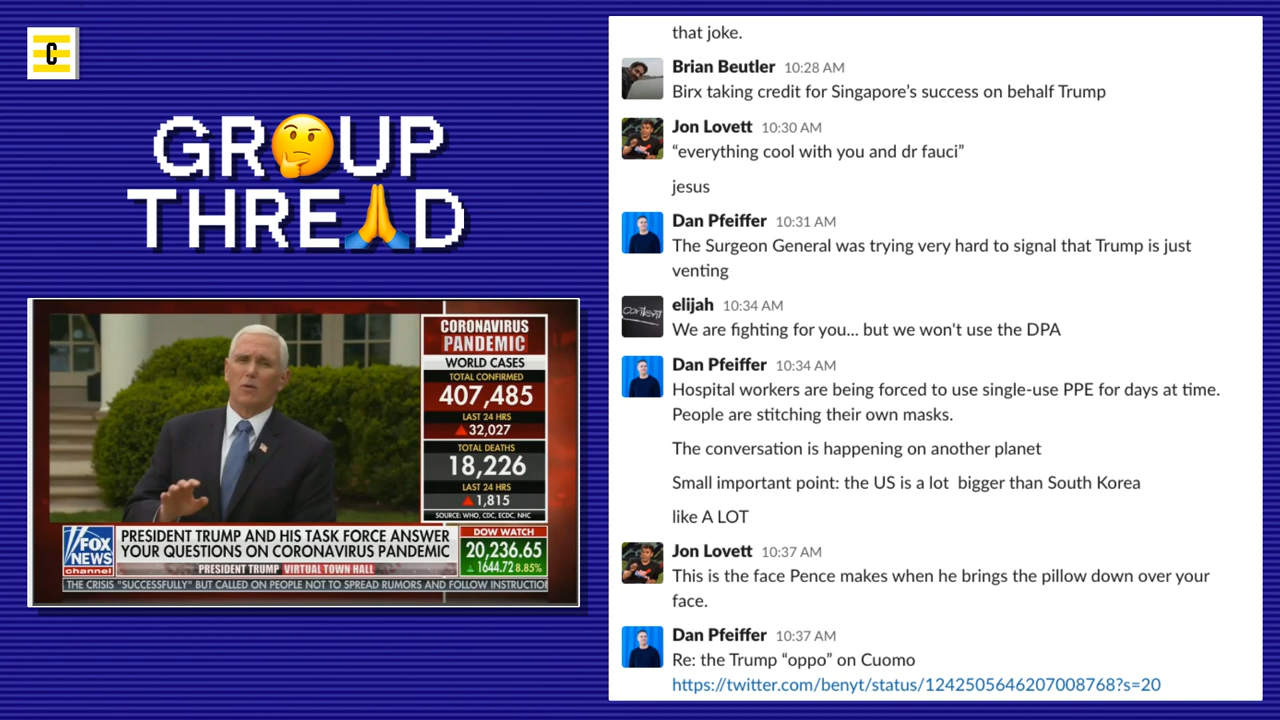 C
GR🤔UP
THRE🙏D
CORONAVIRUS
PANDEMIC
WORLD CASES
TOTAL CONFIRMED
407,485
LAST 24 HRS
32,027
TOTAL DEATHS
18,226
LAST 24 HRS
1,815
SOURCE: WHO, CDC, ECDC, NHC
FOX
NEWS
channel
PRESIDENT TRUMP AND HIS TASK FORCE ANSWER
YOUR QUESTIONS ON CORONAVIRUS PANDEMIC
PRESIDENT TRUMP VIRTUAL TOWN HALL
DOW WATCH
20,236.65
1644.72 8.85%
THE CRISIS "SUCCESSFULLY" BUT CALLED ON PEOPLE NOT TO SPREAD RUMORS AND FOLLOW INSTRUCTIO
that joke.
Brian Beutler 10:28 AM
Birx taking credit for Singapore's success on behalf Trump
Jon Lovett 10:30 AM
“everything cool with you and dr fauci”
jesus
Dan Pfeiffer 10:31 AM
The Surgeon General was trying very hard to signal that Trump is just
venting
content
elijah 10:34 AM
We are fighting for you... but we won't use the DPA
Dan Pfeiffer 10:34 AM
Hospital workers are being forced to use single-use PPE for days at time.
People are stitching their own masks.
The conversation is happening on another planet
Small important point: the US is a lot bigger than South Korea
like A LOT
Jon Lovett 10:37 AM
This is the face Pence makes when he brings the pillow down over your
face.
Dan Pfeiffer 10:37 AM
Re: the Trump “oppo” on Cuomo
https://twitter.com/benyt/status/1242505646207008768?s=20